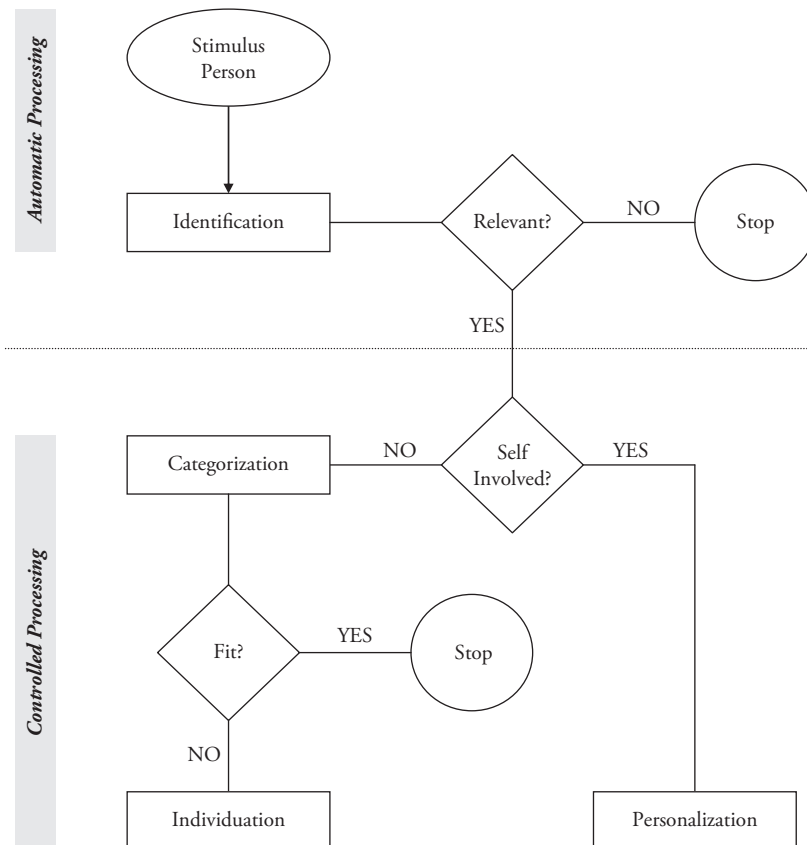 Automatic Processing
Stimulus
Person
Identification
Relevant?
NO
Stop
YES
Controlled Processing
Categorization
NO
Self
Involved?
YES
Fit?
YES
Stop
NO
Individuation
Personalization